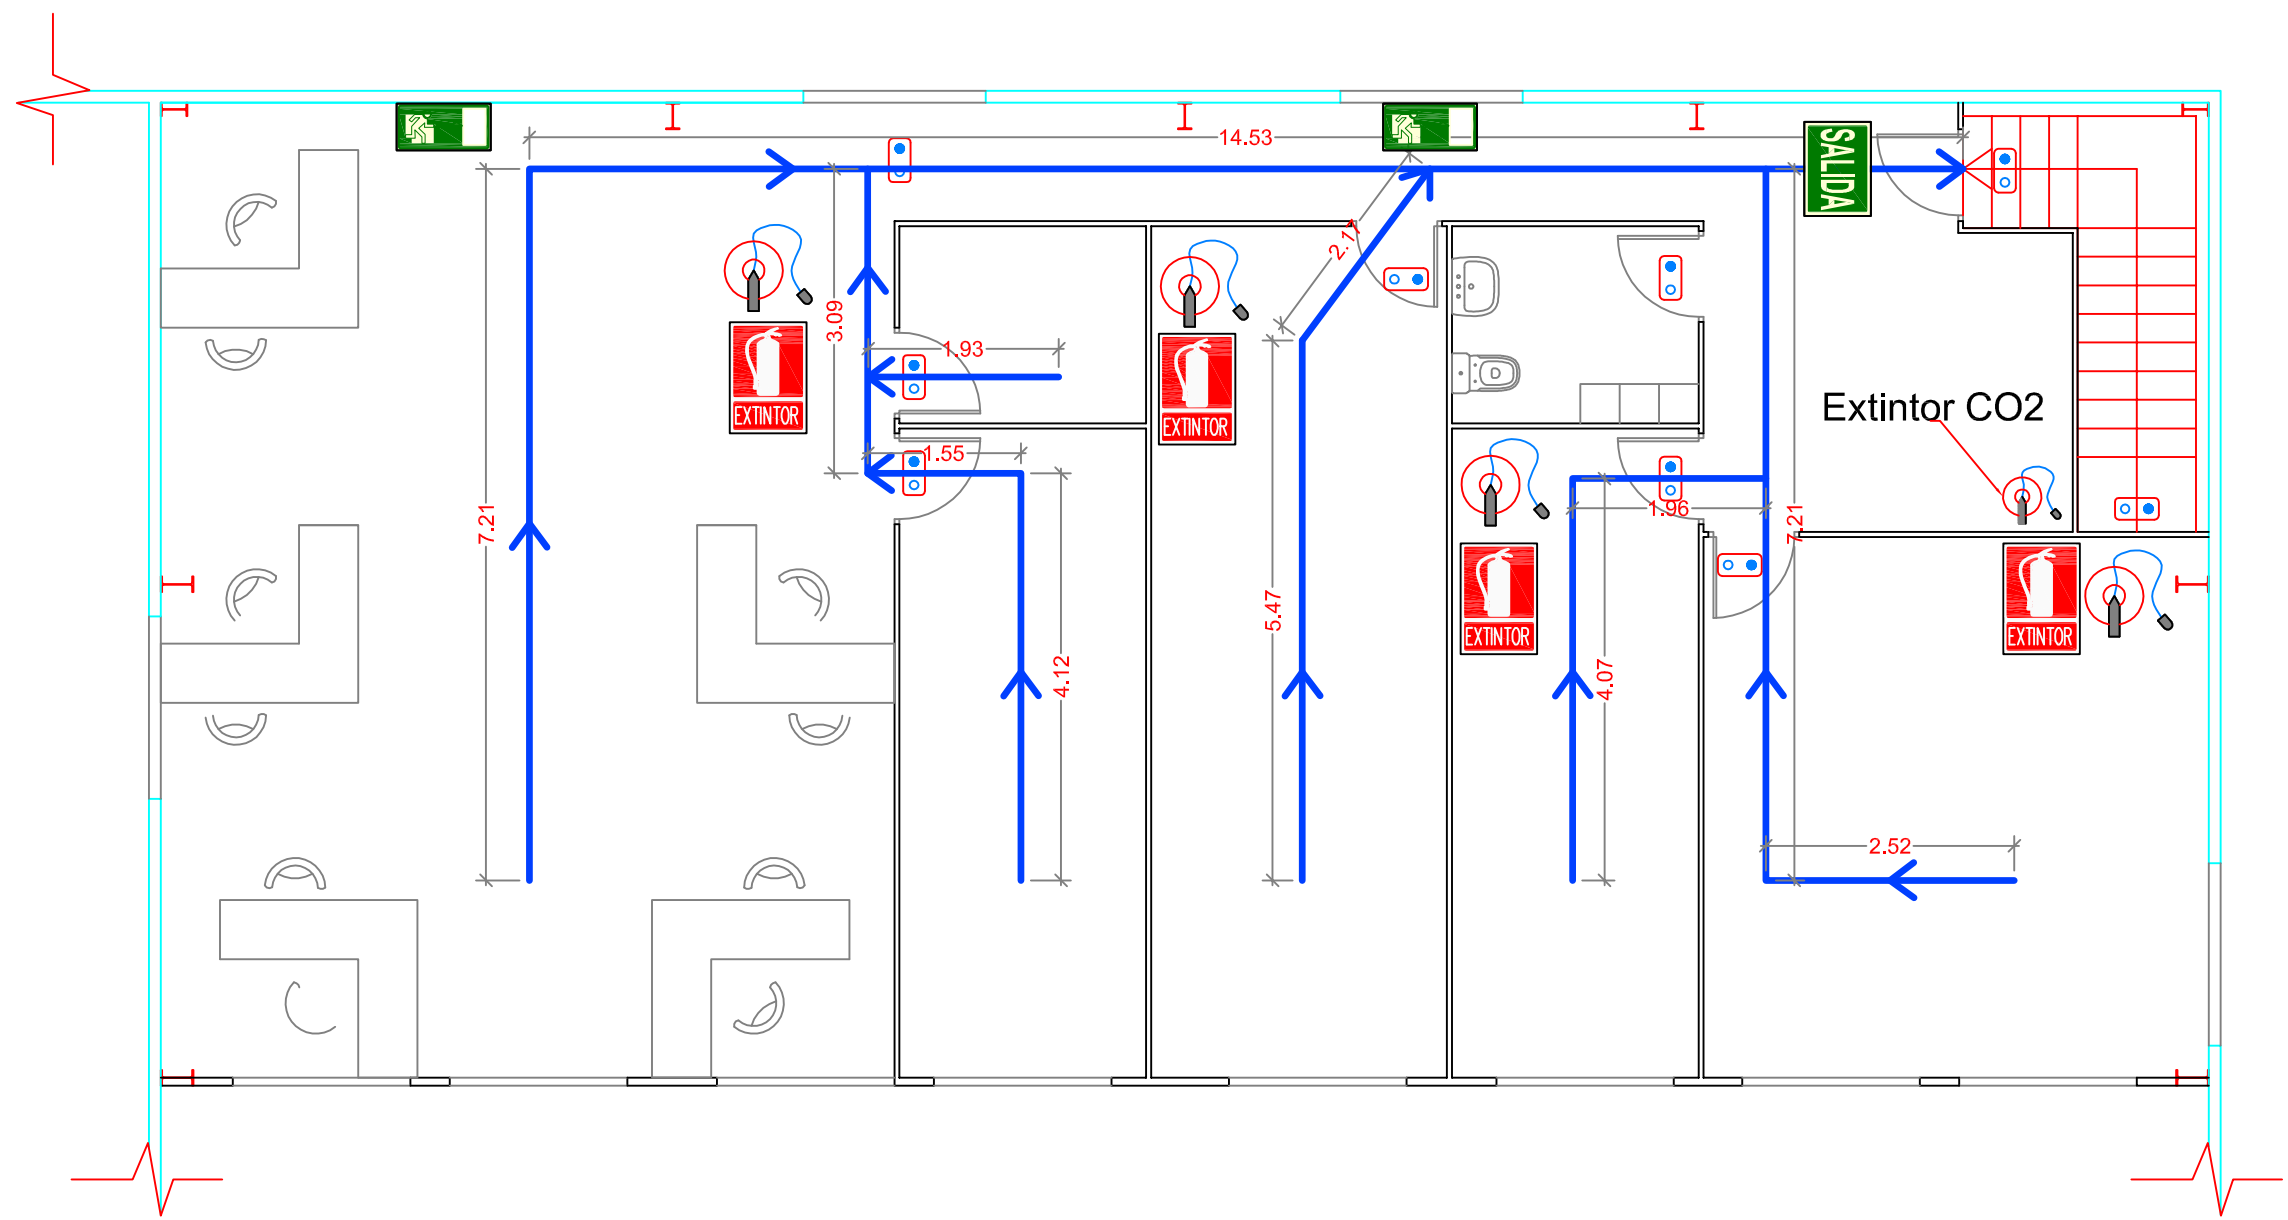 14.53
SALIDA
2.17
3.09
1.93
EXTINTOR
EXTINTOR
Extintor CO2
1.55
7.21
1.96
7.21
5.47
EXTINTOR
EXTINTOR
4.12
4.07
2.52